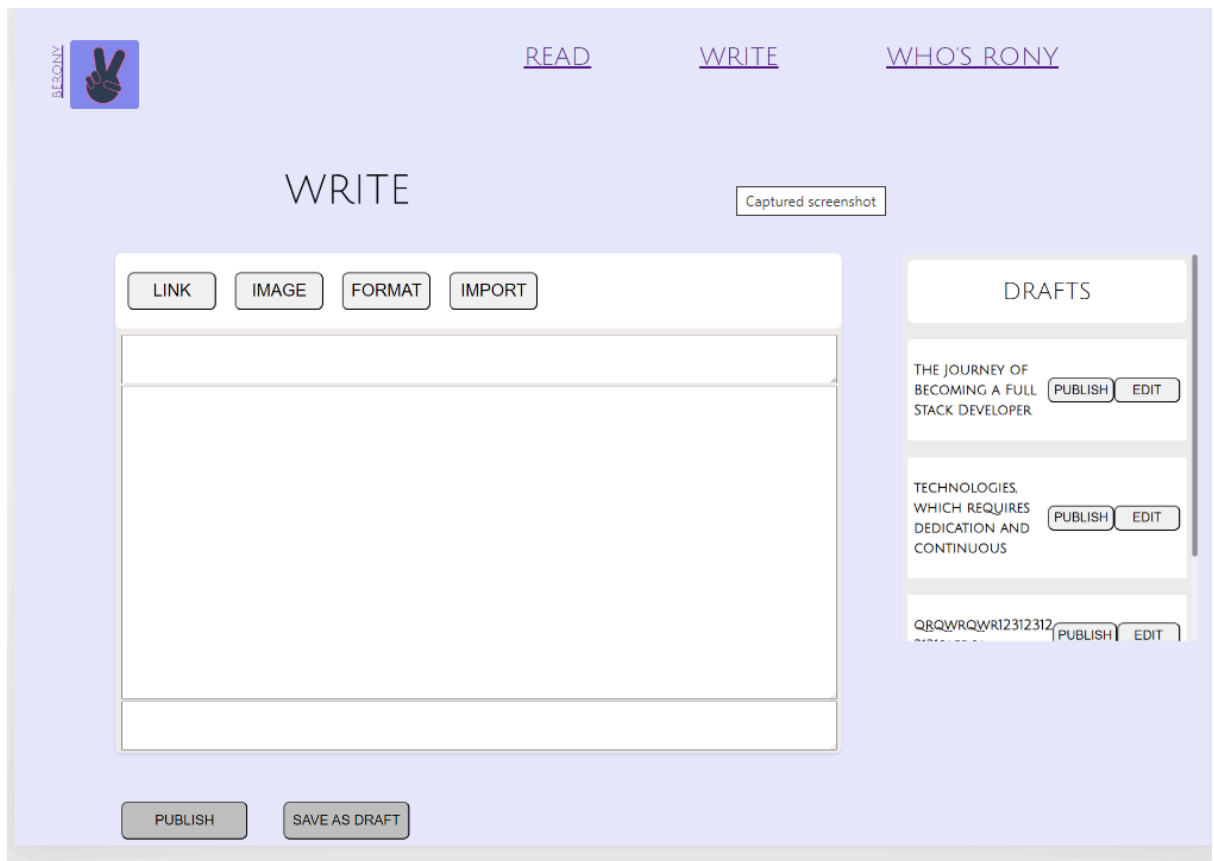 BERONY
READ
WRITE
WHO'S RONY
WRITE
Captured screenshot
LINK
IMAGE
FORMAT
IMPORT
DRAFTS
THE JOURNEY OF
BECOMING A FULL
STACK DEVELOPER
PUBLISH
EDIT
TECHNOLOGIES,
WHICH REQUIRES
DEDICATION AND
CONTINUOUS
PUBLISH
EDIT
QRQWRQWR12312312
PUBLISH
EDIT
PUBLISH
SAVE AS DRAFT